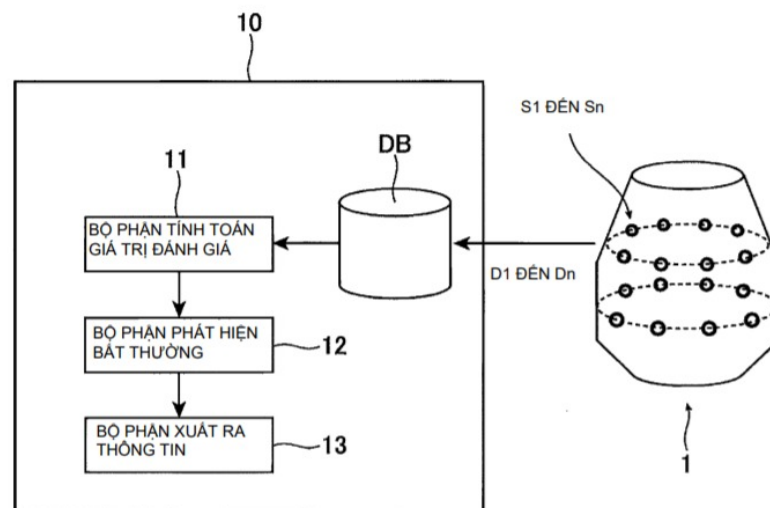 10
S1 ĐẾN Sn
DB
11
BỘ PHẬN TÍNH TOÁN
GIÁ TRỊ ĐÁNH GIÁ
D1 ĐẾN Dn
BỘ PHẬN PHÁT HIỆN
BẤT THƯỜNG
12
BỘ PHẬN XUẤT RA
THÔNG TIN
13
1